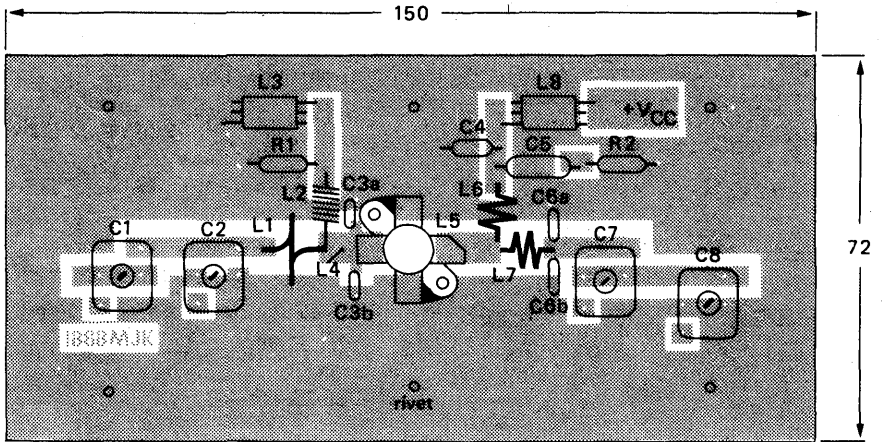 150
L3
L8
+VCC
R1
C4
C5
R2
L2
C3a
L6
C6a
L1
L5
C1
C2
C7
C8
72
L4
L7
C3b
C6b
1868MJK
rivet